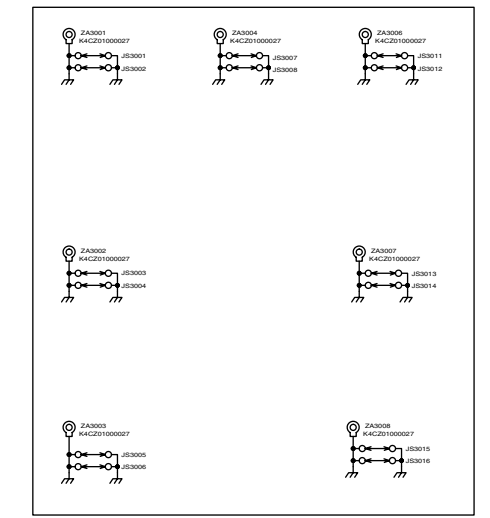 ZA3001
K4CZ01000027
JS3001
JS3002
ZA3004
K4CZ01000027
JS3007
JS3008
ZA3006
K4CZ01000027
JS3011
JS3012
ZA3002
K4CZ01000027
JS3003
JS3004
ZA3007
K4CZ01000027
JS3013
JS3014
ZA3003
K4CZ01000027
JS3005
JS3006
ZA3008
K4CZ01000027
JS3015
JS3016